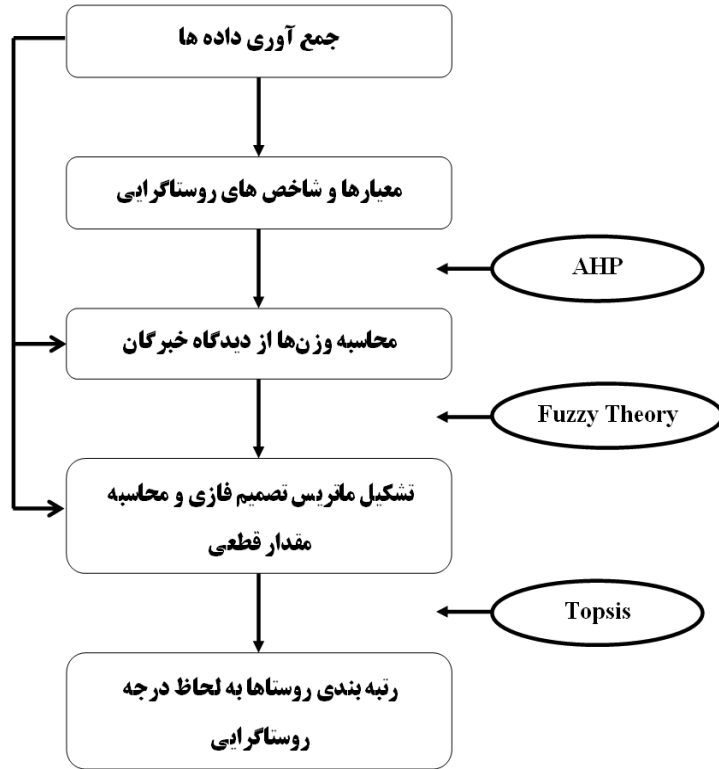 جمع آوری داده ها
معیارها و شاخص های روستاگرایی
AHP
محاسبه وزن‌ها از دیدگاه خبرگان
Fuzzy Theory
تشکیل ماتریس تصمیم فازی و محاسبه
مقدار قطعی
Topsis
رتبه بندی روستاها به لحاظ درجه
روستاگرایی